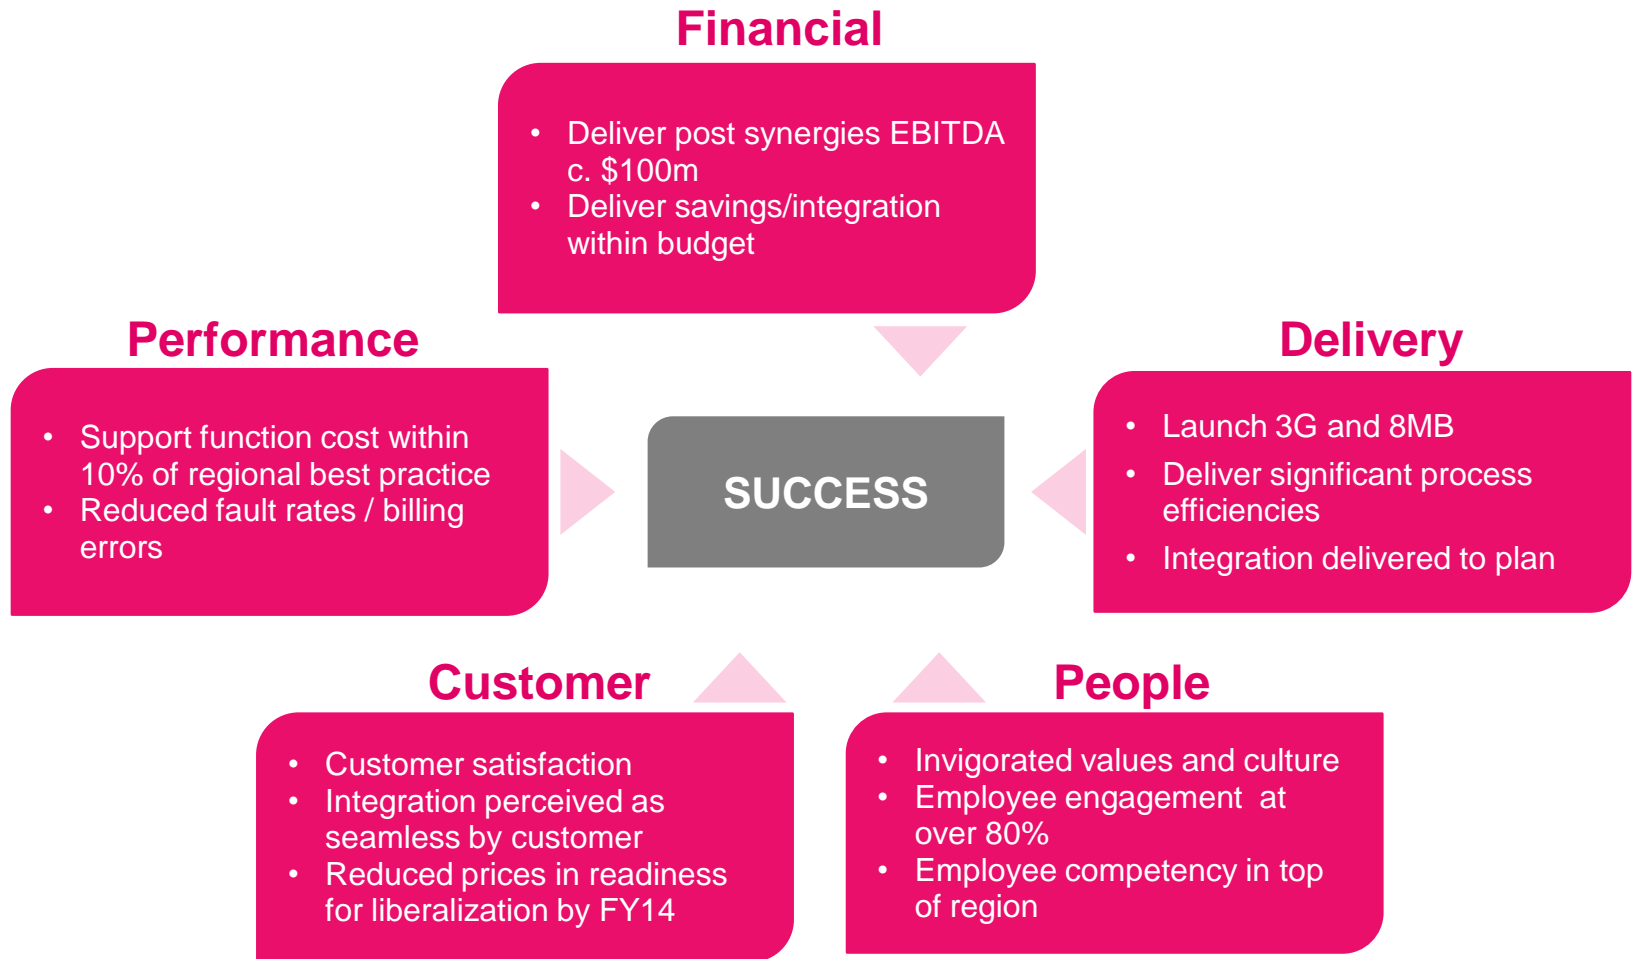 Financial
• Deliver post synergies EBITDA
c. $100m
• Deliver savings/integration
within budget
Performance
• Support function cost within
10% of regional best practice
• Reduced fault rates / billing
errors
SUCCESS
Delivery
• Launch 3G and 8MB
• Deliver significant process
efficiencies
• Integration delivered to plan
Customer
• Customer satisfaction
• Integration perceived as
seamless by customer
• Reduced prices in readiness
for liberalization by FY14
People
• Invigorated values and culture
• Employee engagement  at
over 80%
• Employee competency in top
of region